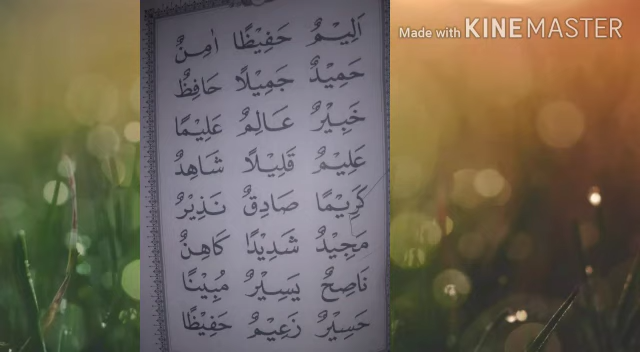 Made with KINEMASTER
اَلِيْمٌ حَفِيْظًا اٰمِنٌ
حَمِيْدٌ جَمِيْلًا حَافِظٌ
خَبِيْرٌ عَالِمٌ عَلِيْمًا
عَلِيْمٌ قَلِيْلًا شَاهِدٌ
كَرِيْمًا صَادِقٌ نَذِيْرٌ
مَجِيْدٌ شَدِيْدًا كَاهِنٌ
نَاصِحٌ يَسِيْرٌ مُبِيْنًا
حَسِيْرٌ زَعِيْمٌ حَفِيْظًا